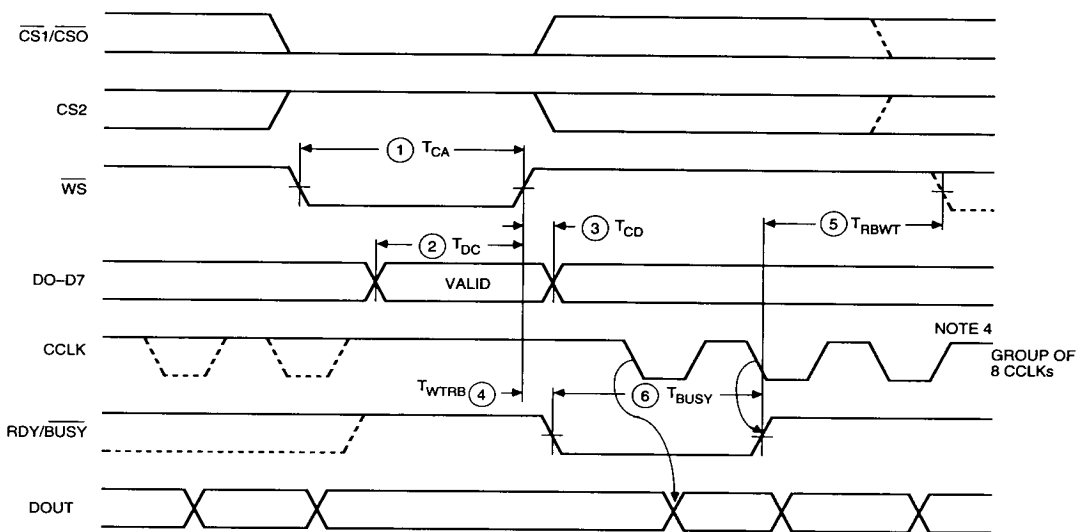 CS1/CSO
CS2
1 TCA
WS
5 TRBWT
3 TCD
2 TDC
DO–D7
VALID
NOTE 4
CCLK
GROUP OF
8 CCLKs
TWTRB 4
6 TBUSY
RDY/BUSY
DOUT